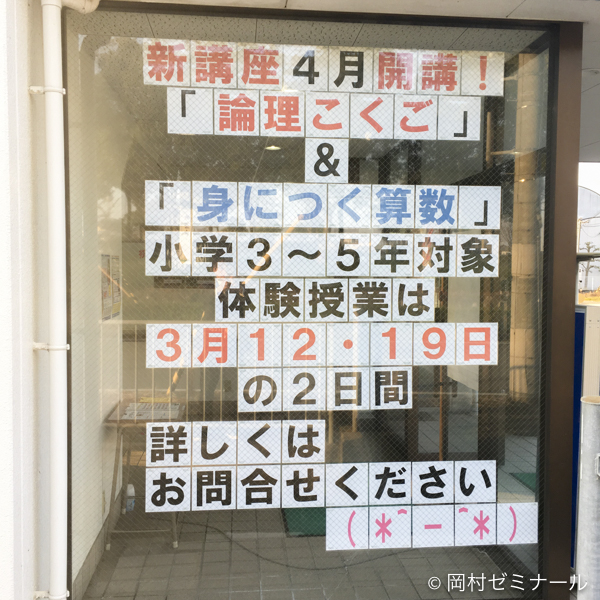 新講座４月開講！
「論理こくご」
＆
「身につく算数」
小学３～５年対象
体験授業は
３月１２・１９日
の２日間
詳しくは
お問合せください
(*＾－＾*)
© 岡村ゼミナール